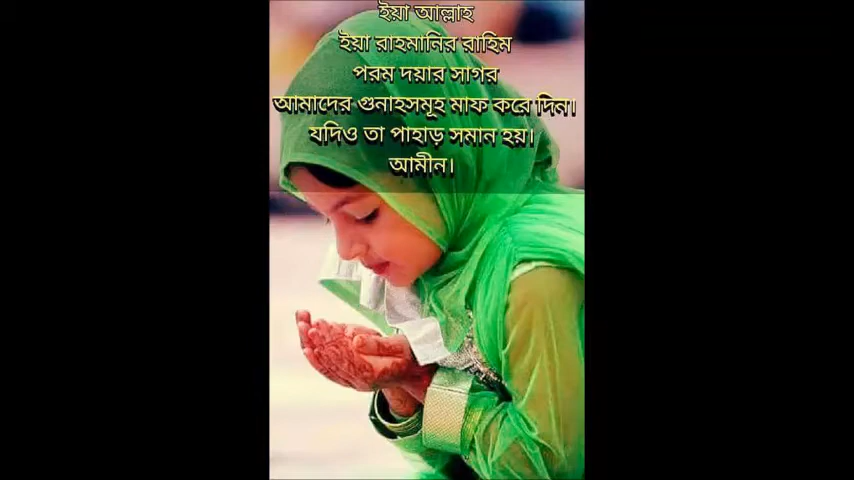 ইয়া আল্লাহ
ইয়া রাহমানির রাহিম
পরম দয়ার সাগর
আমাদের গুনাহসমূহ মাফ করে দিন।
যদিও তা পাহাড় সমান হয়।
আমীন।